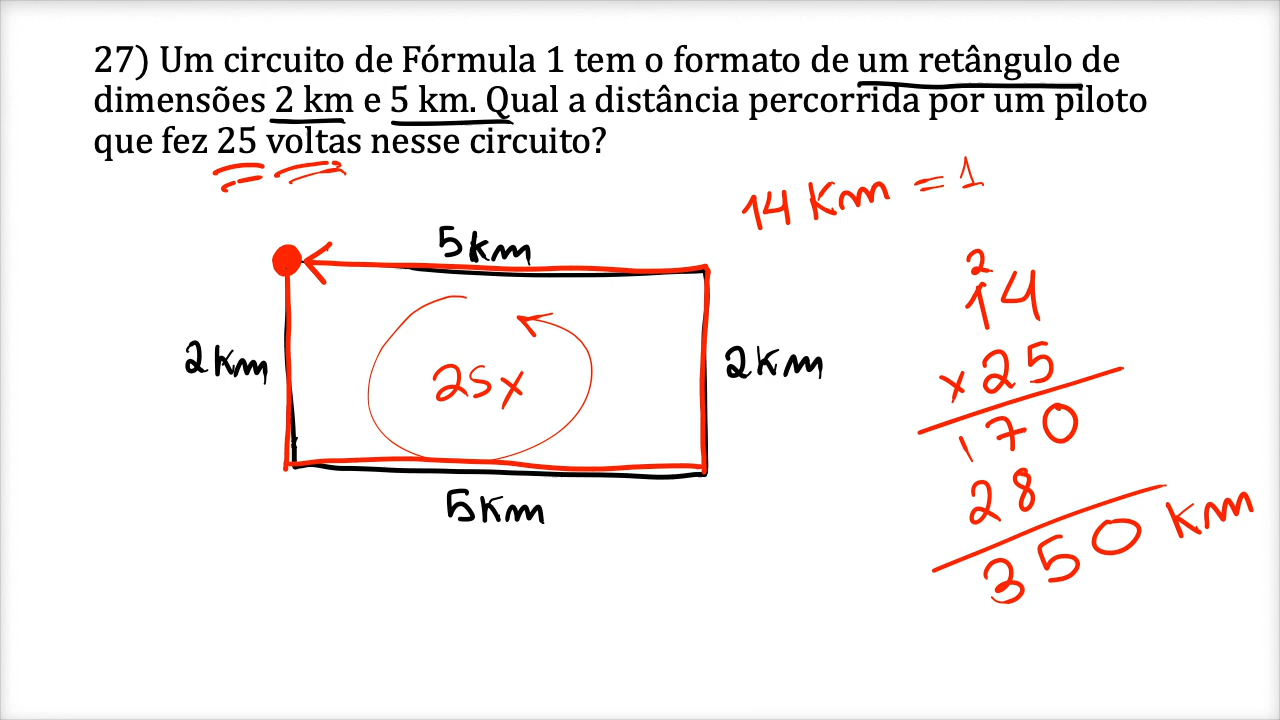 27) Um circuito de Fórmula 1 tem o formato de um retângulo de
dimensões 2 km e 5 km. Qual a distância percorrida por um piloto
que fez 25 voltas nesse circuito?
14 Km = 1
5km
2km
25x
2km
5km
2
14
x 25
170
28
350 km